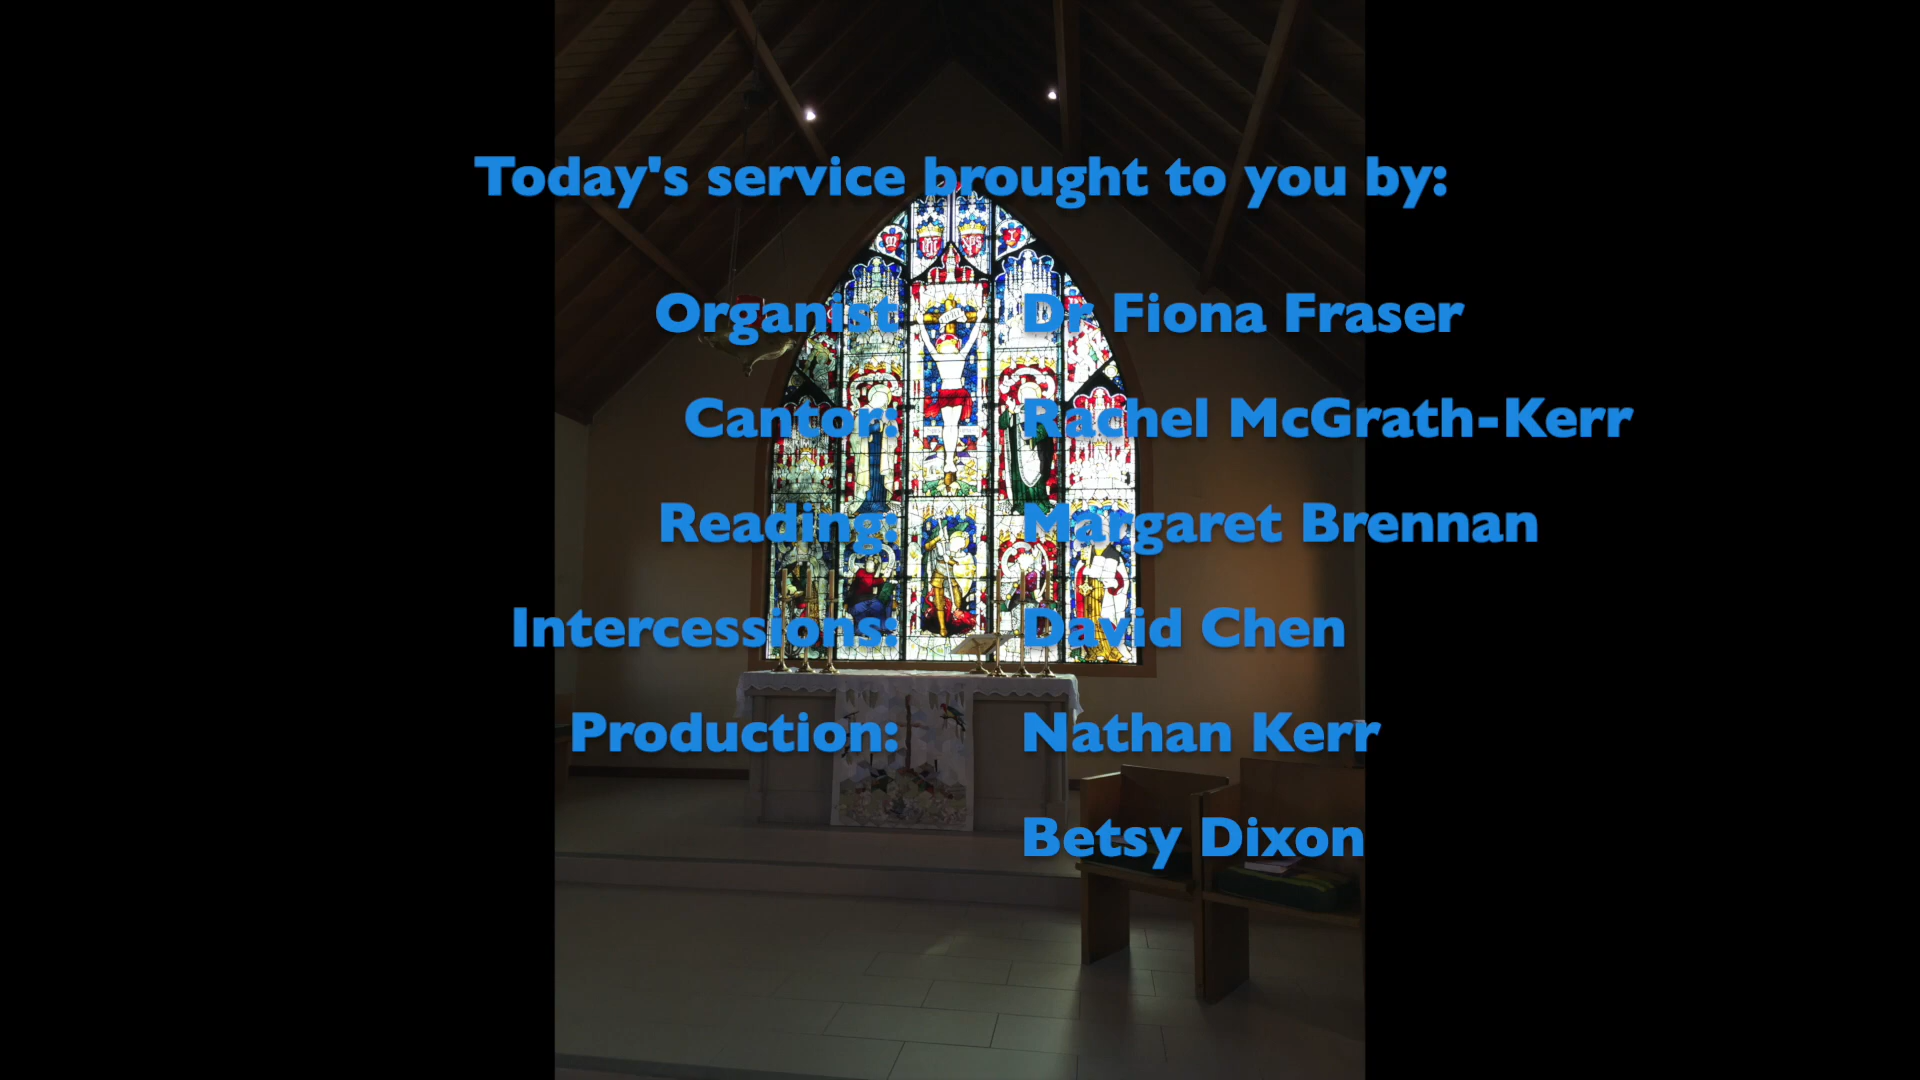 Today's service brought to you by:
Organist Dr Fiona Fraser
Cantor: Rachel McGrath-Kerr
Reading: Margaret Brennan
Intercessions: David Chen
Production: Nathan Kerr
Betsy Dixon